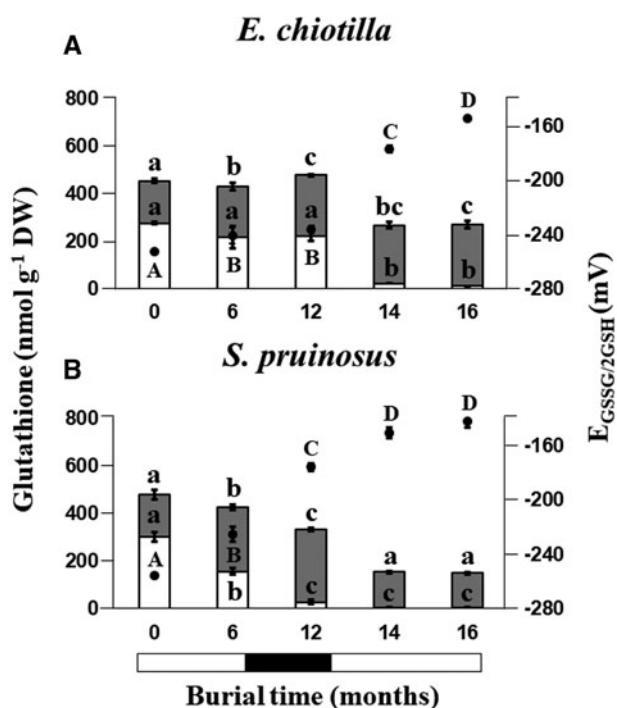 A
E. chiotilla
800
600
400
200
0
a b c bc c
a a a b b
A B B C D
-160
-200
-240
-280
0 6 12 14 16
B
S. pruinosus
800
600
400
200
0
a b c a a
a b c c c
A B C D D
-160
-200
-240
-280
0 6 12 14 16
Burial time (months)
Glutathione (nmol g⁻¹ DW)
E_GSSG/2GSH (mV)